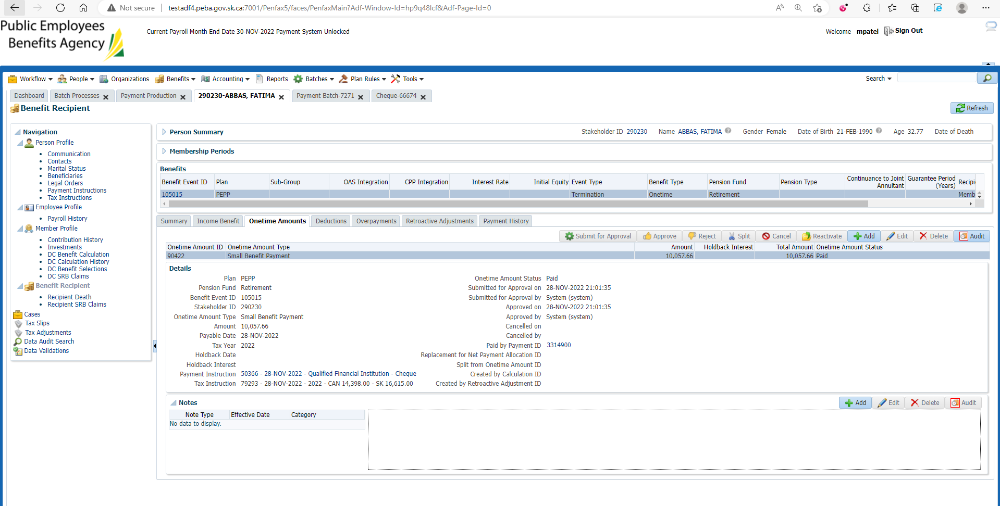 Not secure | testadf4.peba.gov.sk.ca:7001/Penfax5/faces/PenfaxMain?Adf-Window-Id=hp9q48lcf&Adf-Page-Id=0
Public Employees
Benefits Agency
Current Payroll Month End Date 30-NOV-2022 Payment System Unlocked
Welcome mpatel Sign Out
Workflow People Organizations Benefits Accounting Reports Batches Plan Rules Tools Search
Dashboard Batch Processes Payment Production 290230-ABBAS, FATIMA Payment Batch-7271 Cheque-66674
Benefit Recipient Refresh
Navigation
Person Profile
Communication
Contacts
Marital Status
Beneficiaries
Legal Orders
Payment Instructions
Tax Instructions
Employee Profile
Payroll History
Member Profile
Contribution History
Investments
DC Benefit Calculation
DC Calculation History
DC Benefit Selections
DC SRB Claims
Benefit Recipient
Recipient Death
Recipient SRB Claims
Cases
Tax Slips
Tax Adjustments
Data Audit Search
Data Validations
Person Summary Stakeholder ID 290230 Name ABBAS, FATIMA Gender Female Date of Birth 21-FEB-1990 Age 32.77 Date of Death
Membership Periods
Benefits
Benefit Event ID Plan Sub-Group OAS Integration CPP Integration Interest Rate Initial Equity Event Type Benefit Type Pension Fund Pension Type Continuance to Joint Annuitant Guarantee Period (Years) Recipi
105015 PEPP Termination Onetime Retirement Memb
Summary Income Benefit Onetime Amounts Deductions Overpayments Retroactive Adjustments Payment History
Submit for Approval Approve Reject Split Cancel Reactivate Add Edit Delete Audit
Onetime Amount ID Onetime Amount Type Amount Holdback Interest Total Amount Onetime Amount Status
90422 Small Benefit Payment 10,057.66 10,057.66 Paid
Details
Plan PEPP
Pension Fund Retirement
Benefit Event ID 105015
Stakeholder ID 290230
Onetime Amount Type Small Benefit Payment
Amount 10,057.66
Payable Date 28-NOV-2022
Tax Year 2022
Holdback Date
Holdback Interest
Payment Instruction 50366 - 28-NOV-2022 - Qualified Financial Institution - Cheque
Tax Instruction 79293 - 28-NOV-2022 - 2022 - CAN 14,398.00 - SK 16,615.00
Onetime Amount Status Paid
Submitted for Approval on 28-NOV-2022 21:01:35
Submitted for Approval by System (system)
Approved on 28-NOV-2022 21:01:35
Approved by System (system)
Cancelled on
Cancelled by
Paid by Payment ID 3314900
Replacement for Net Payment Allocation ID
Split from Onetime Amount ID
Created by Calculation ID
Created by Retroactive Adjustment ID
Notes Add Edit Delete Audit
Note Type Effective Date Category
No data to display.